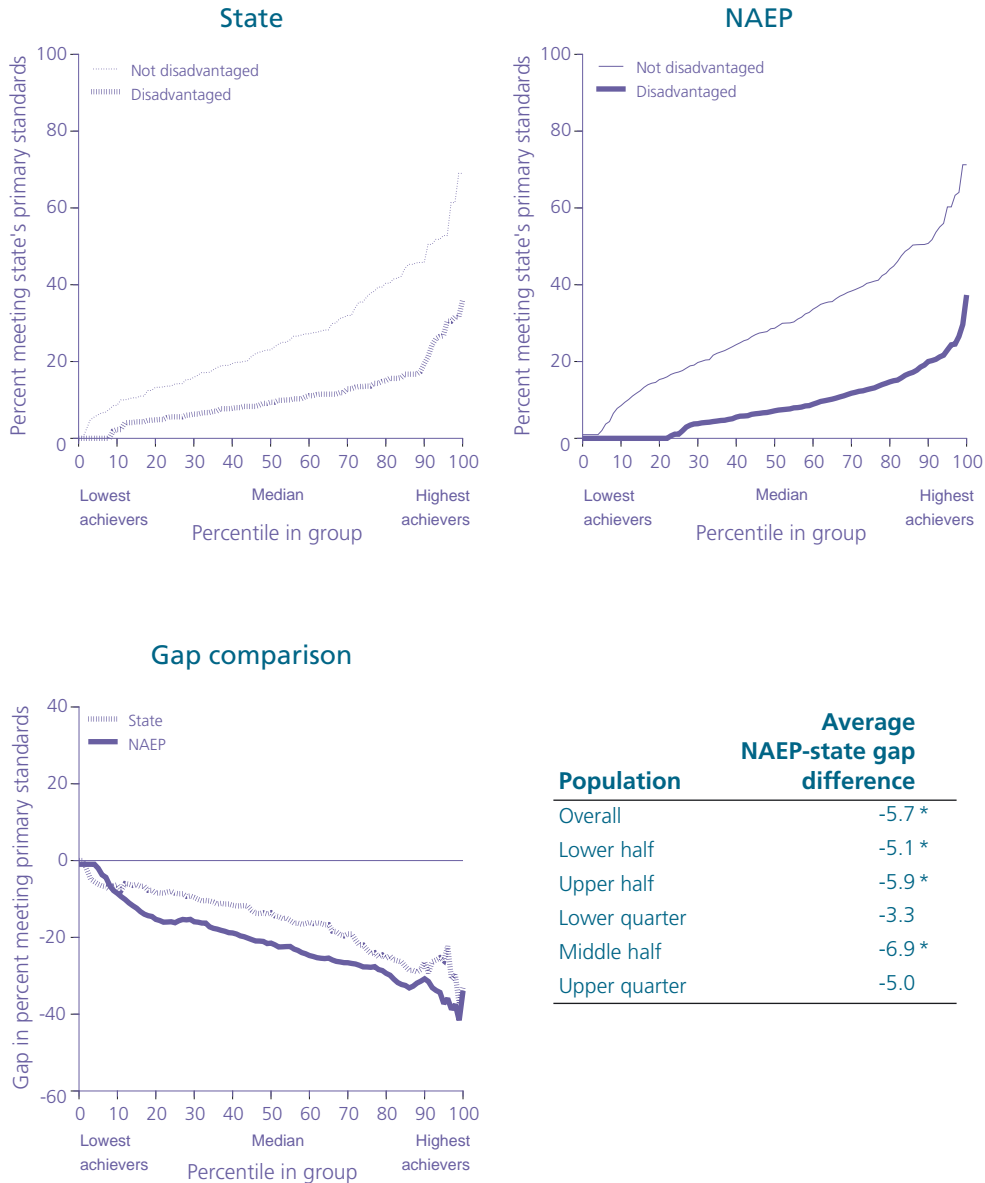 State
Percent meeting state's primary standards
Not disadvantaged
Disadvantaged
100
80
60
40
20
0
0 10 20 30 40 50 60 70 80 90 100
Lowest achievers
Median
Highest achievers
Percentile in group
NAEP
Percent meeting state's primary standards
Not disadvantaged
Disadvantaged
100
80
60
40
20
0
0 10 20 30 40 50 60 70 80 90 100
Lowest achievers
Median
Highest achievers
Percentile in group
Gap comparison
Gap in percent meeting primary standards
State
NAEP
40
20
0
-20
-40
-60
0 10 20 30 40 50 60 70 80 90 100
Lowest achievers
Median
Highest achievers
Percentile in group
Average
NAEP-state gap
Population difference
Overall -5.7 *
Lower half -5.1 *
Upper half -5.9 *
Lower quarter -3.3
Middle half -6.9 *
Upper quarter -5.0